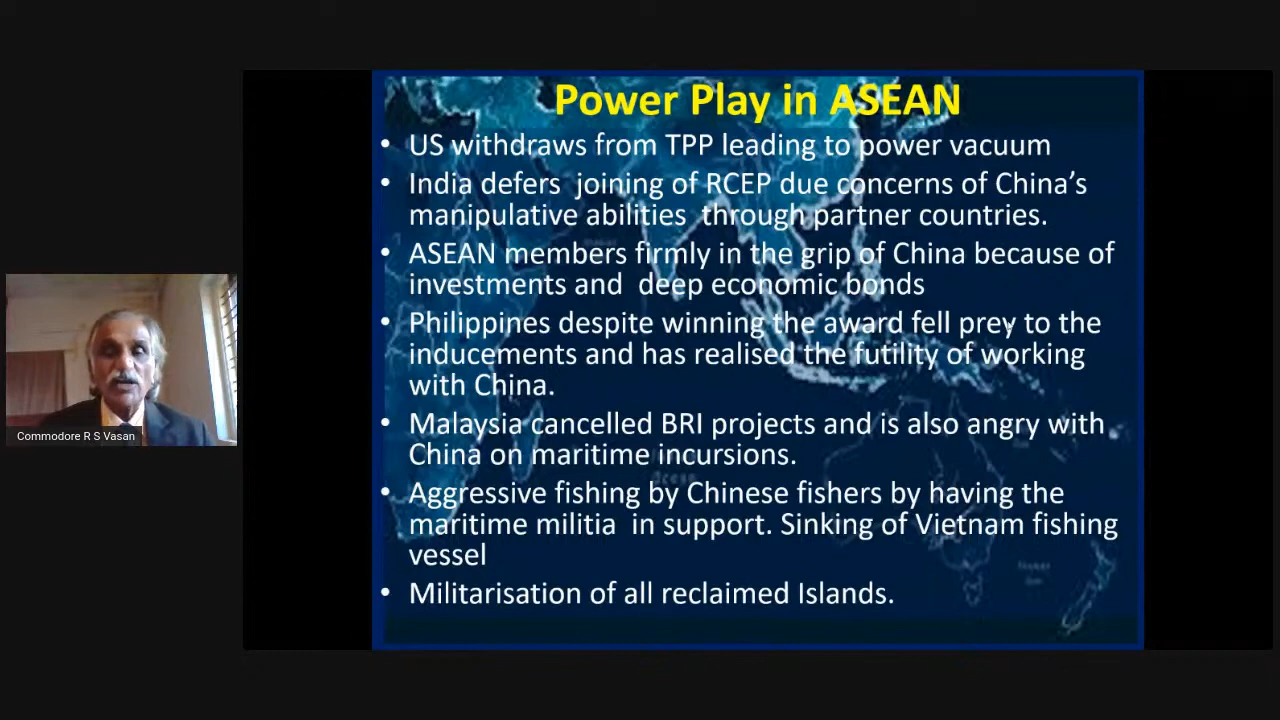 Power Play in ASEAN
• US withdraws from TPP leading to power vacuum
• India defers joining of RCEP due concerns of China's
manipulative abilities through partner countries.
• ASEAN members firmly in the grip of China because of
investments and deep economic bonds
• Philippines despite winning the award fell prey to the
inducements and has realised the futility of working
with China.
• Malaysia cancelled BRI projects and is also angry with
China on maritime incursions.
• Aggressive fishing by Chinese fishers by having the
maritime militia in support. Sinking of Vietnam fishing
vessel
• Militarisation of all reclaimed Islands.
Commodore R S Vasan